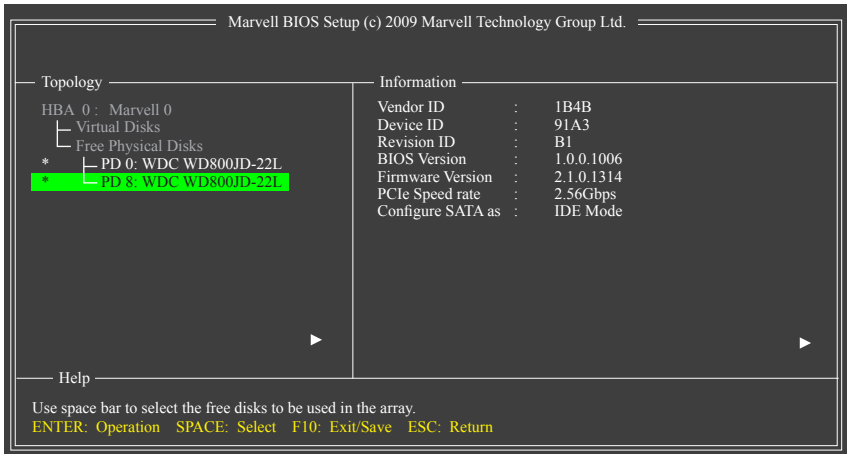 Marvell BIOS Setup (c) 2009 Marvell Technology Group Ltd.
Topology
HBA 0 : Marvell 0
Virtual Disks
Free Physical Disks
* PD 0: WDC WD800JD-22L
* PD 8: WDC WD800JD-22L
Information
Vendor ID : 1B4B
Device ID : 91A3
Revision ID : B1
BIOS Version : 1.0.0.1006
Firmware Version : 2.1.0.1314
PCIe Speed rate : 2.56Gbps
Configure SATA as : IDE Mode
Help
Use space bar to select the free disks to be used in the array.
ENTER: Operation SPACE: Select F10: Exit/Save ESC: Return